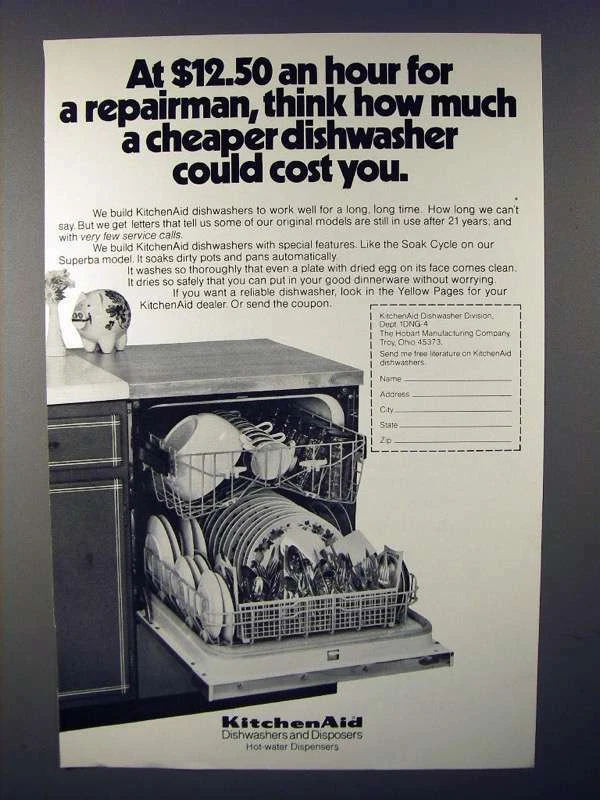 At $12.50 an hour for
a repairman, think how much
a cheaper dishwasher
could cost you.
We build KitchenAid dishwashers to work well for a long, long time. How long we can't
say. But we get letters that tell us some of our original models are still in use after 21 years, and
with very few service calls.
We build KitchenAid dishwashers with special features. Like the Soak Cycle on our
Superba model. It soaks dirty pots and pans automatically.
It washes so thoroughly that even a plate with dried egg on its face comes clean.
It dries so safely that you can put in your good dinnerware without worrying.
If you want a reliable dishwasher, look in the Yellow Pages for your
KitchenAid dealer. Or send the coupon.
KitchenAid Dishwasher Division,
Dept. 1DNG-4
The Hobart Manufacturing Company,
Troy, Ohio 45373.
Send me free literature on KitchenAid
dishwashers.
Name
Address
City
State
Zip
KitchenAid
Dishwashers and Disposers
Hot-water Dispensers